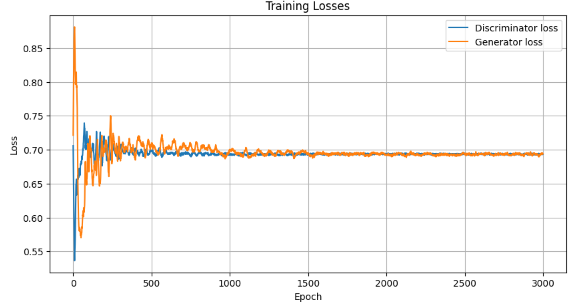 Training Losses
Discriminator loss
Generator loss
Loss
0.85
0.80
0.75
0.70
0.65
0.60
0.55
0 500 1000 1500 2000 2500 3000
Epoch